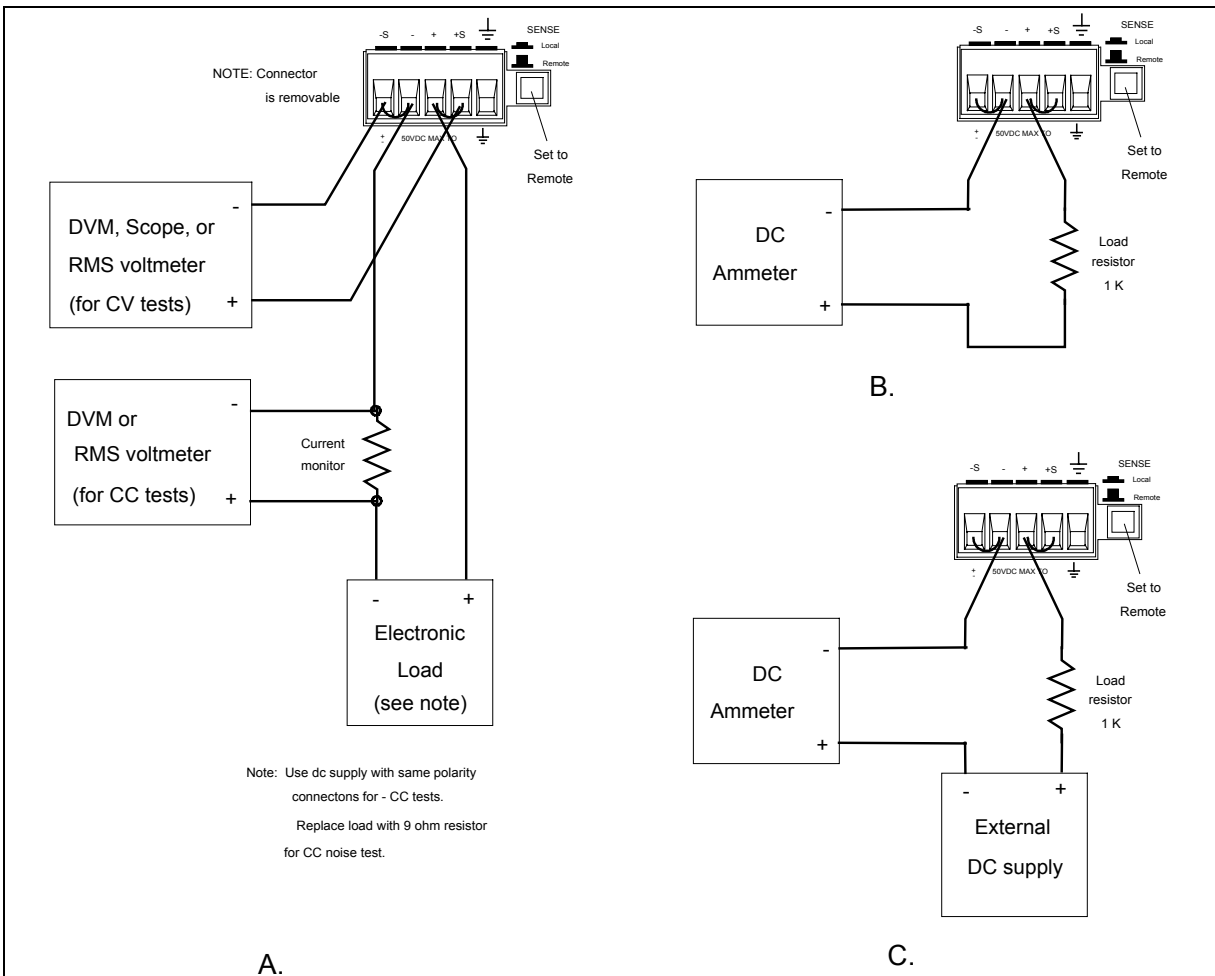 -S - + +S
SENSE
Local
Remote
NOTE: Connector
is removable
+
-
50VDC MAX TO
Set to
Remote
-
DVM, Scope, or
RMS voltmeter
(for CV tests)
+
-
DVM or
RMS voltmeter
(for CC tests)
+
Current
monitor
- +
Electronic
Load
(see note)
Note: Use dc supply with same polarity
connectons for - CC tests.
Replace load with 9 ohm resistor
for CC noise test.
A.
-S - + +S
SENSE
Local
Remote
+
-
50VDC MAX TO
Set to
Remote
-
DC
Ammeter
+
Load
resistor
1 K
B.
-S - + +S
SENSE
Local
Remote
+
-
50VDC MAX TO
Set to
Remote
-
DC
Ammeter
+
Load
resistor
1 K
- +
External
DC supply
C.